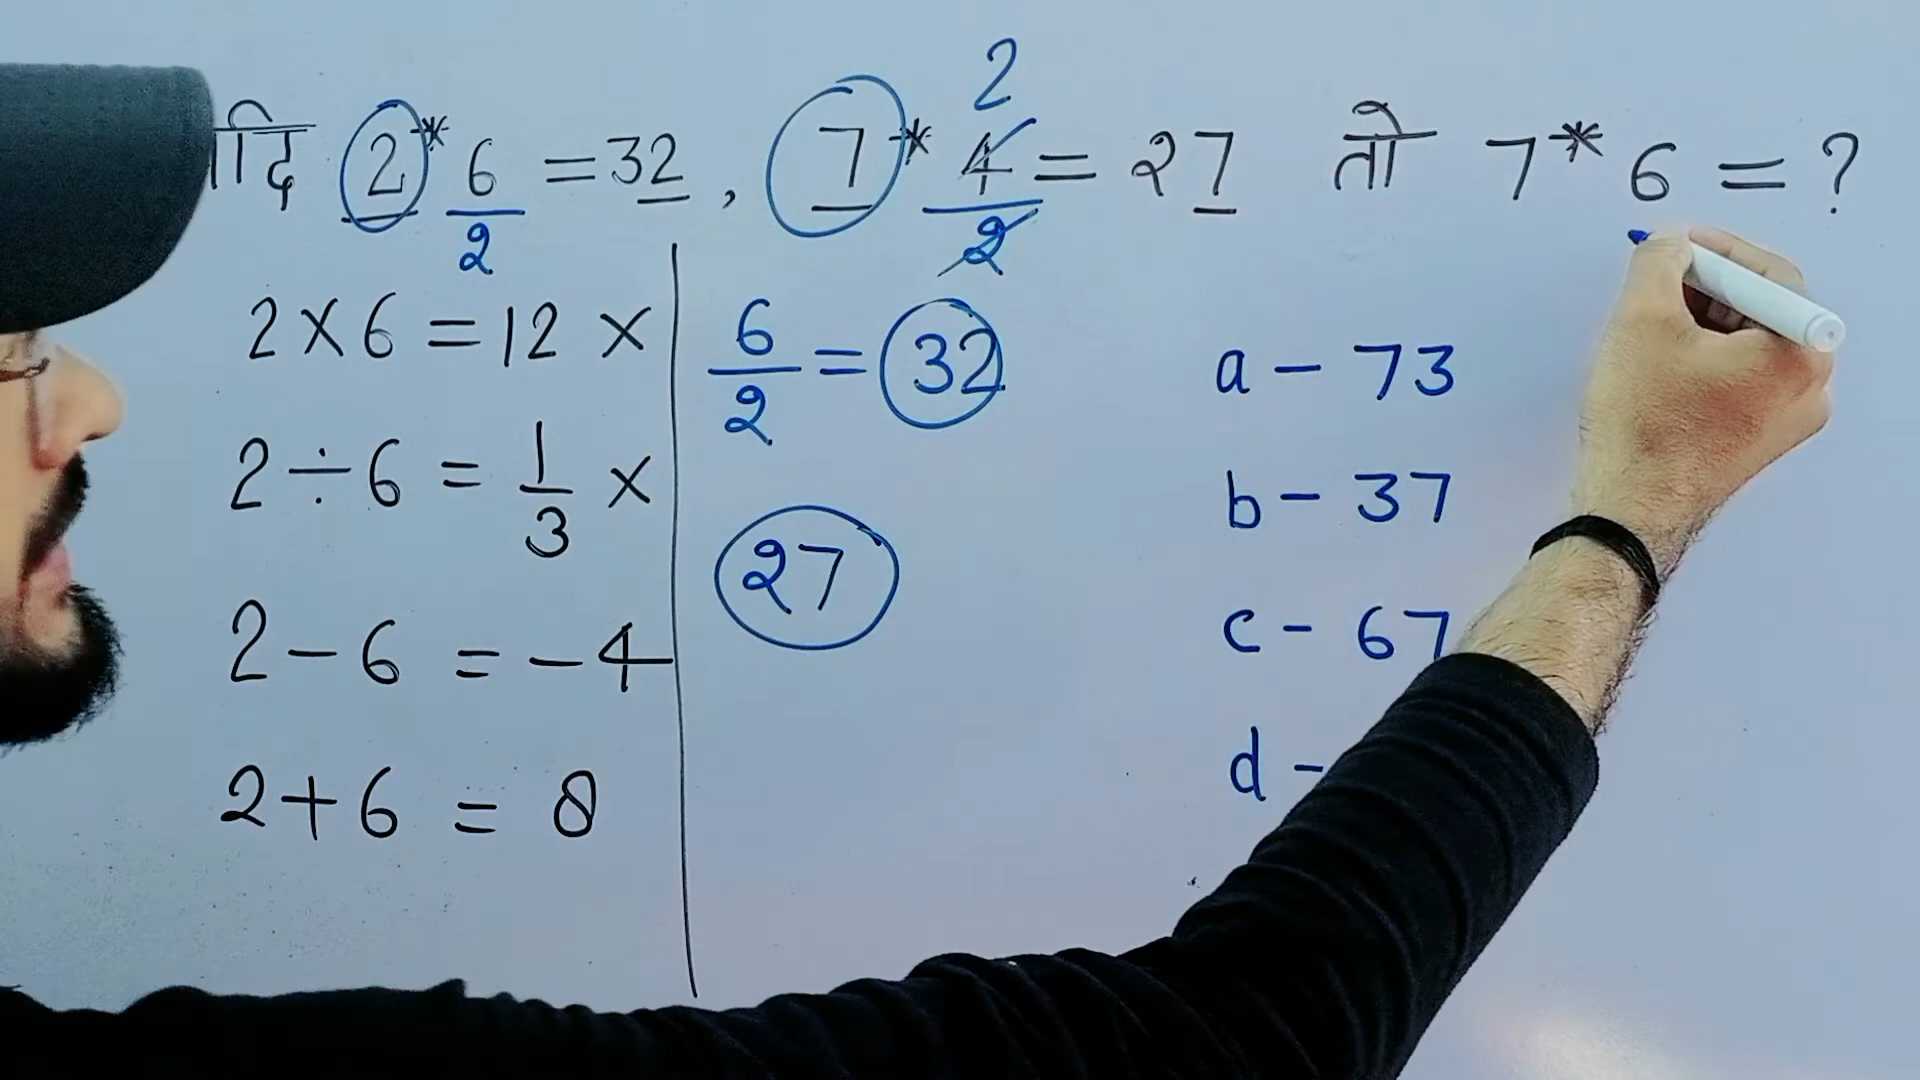 यदि 2 * 6/2 = 32 , 7 * 4/2 = 27 तो 7 * 6 = ?
2
2 × 6 = 12 ×
2 ÷ 6 = 1/3 ×
2 - 6 = -4
2 + 6 = 8
6/2 = 32
27
a - 73
b - 37
c - 67
d -